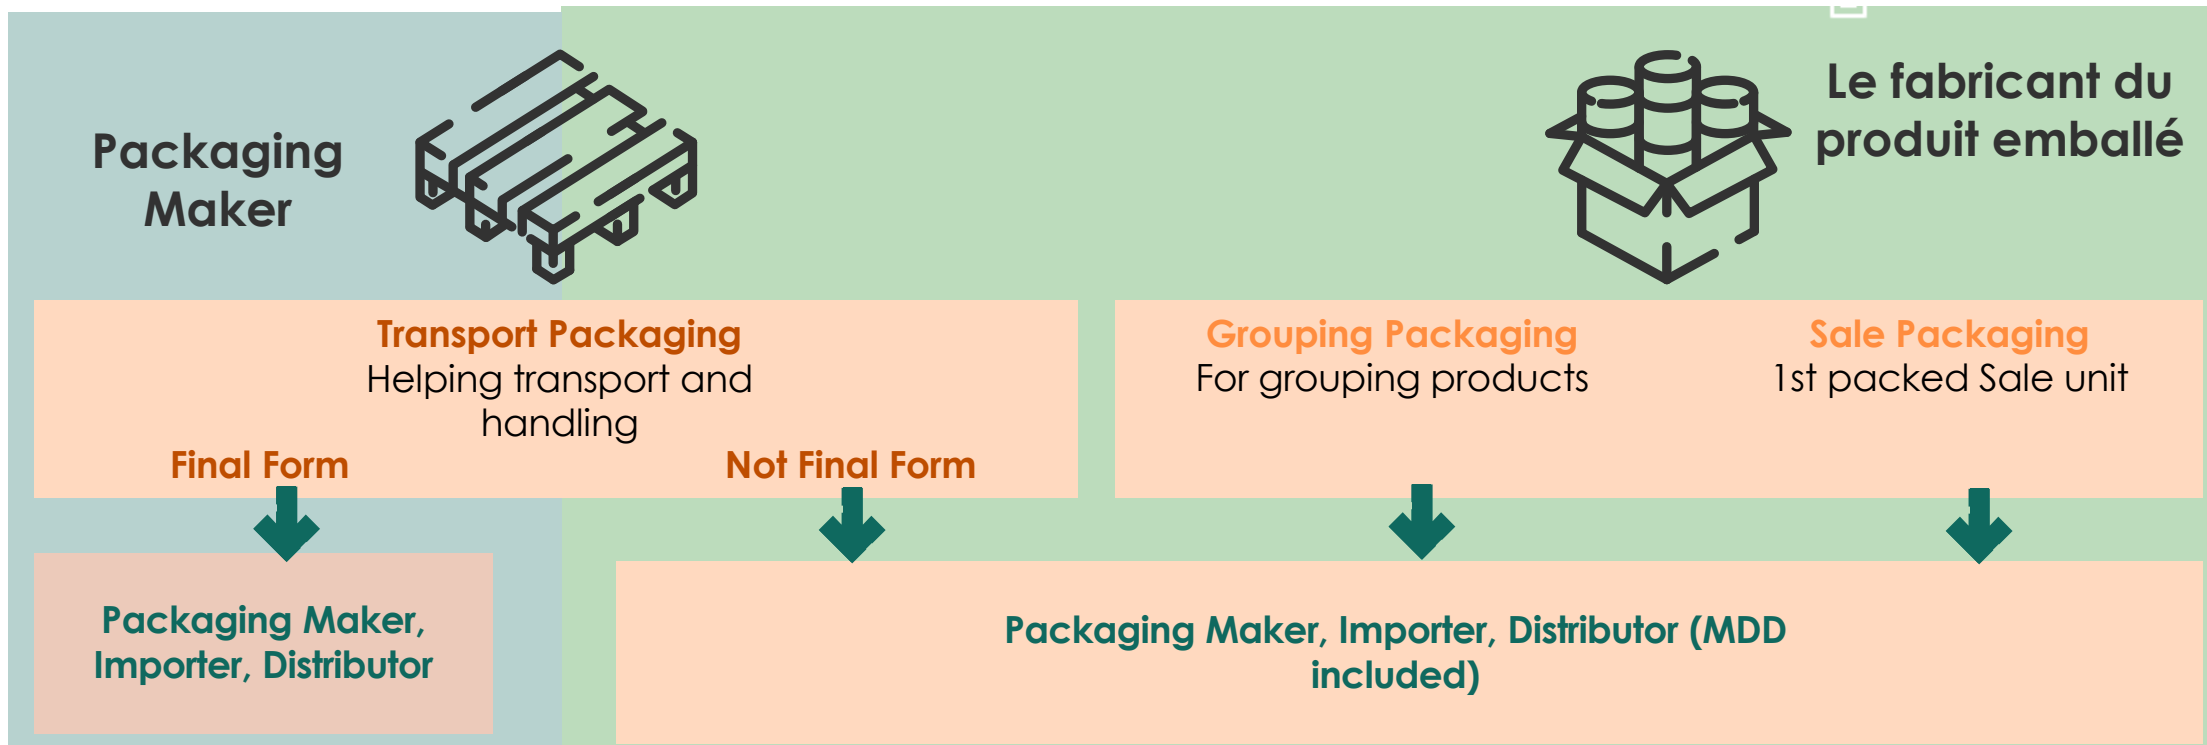 Packaging
Maker
Le fabricant du
produit emballé
Transport Packaging
Helping transport and
handling
Final Form
Not Final Form
Grouping Packaging
For grouping products
Sale Packaging
1st packed Sale unit
Packaging Maker,
Importer, Distributor
Packaging Maker, Importer, Distributor (MDD
included)